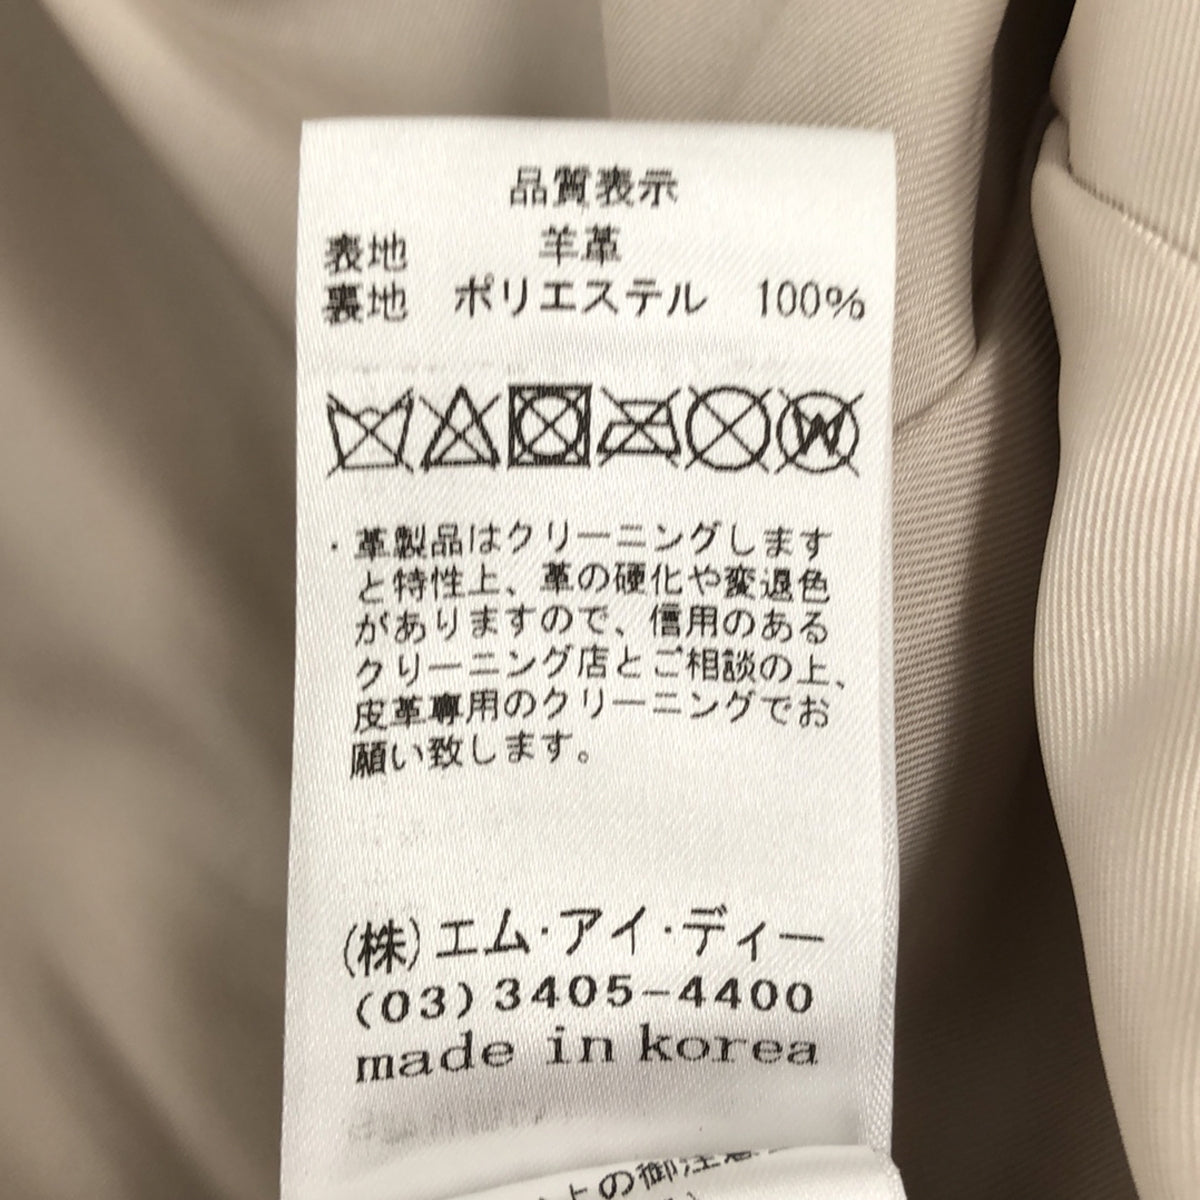 品質表示
表地 羊革
裏地 ポリエステル 100%
・革製品はクリーニングします
と特性上、革の硬化や変退色
がありますので、信用のある
クリーニング店とご相談の上、
皮革専用のクリーニングでお
願い致します。
(株)エム・アイ・ディー
(03)3405-4400
made in korea
上の御注意